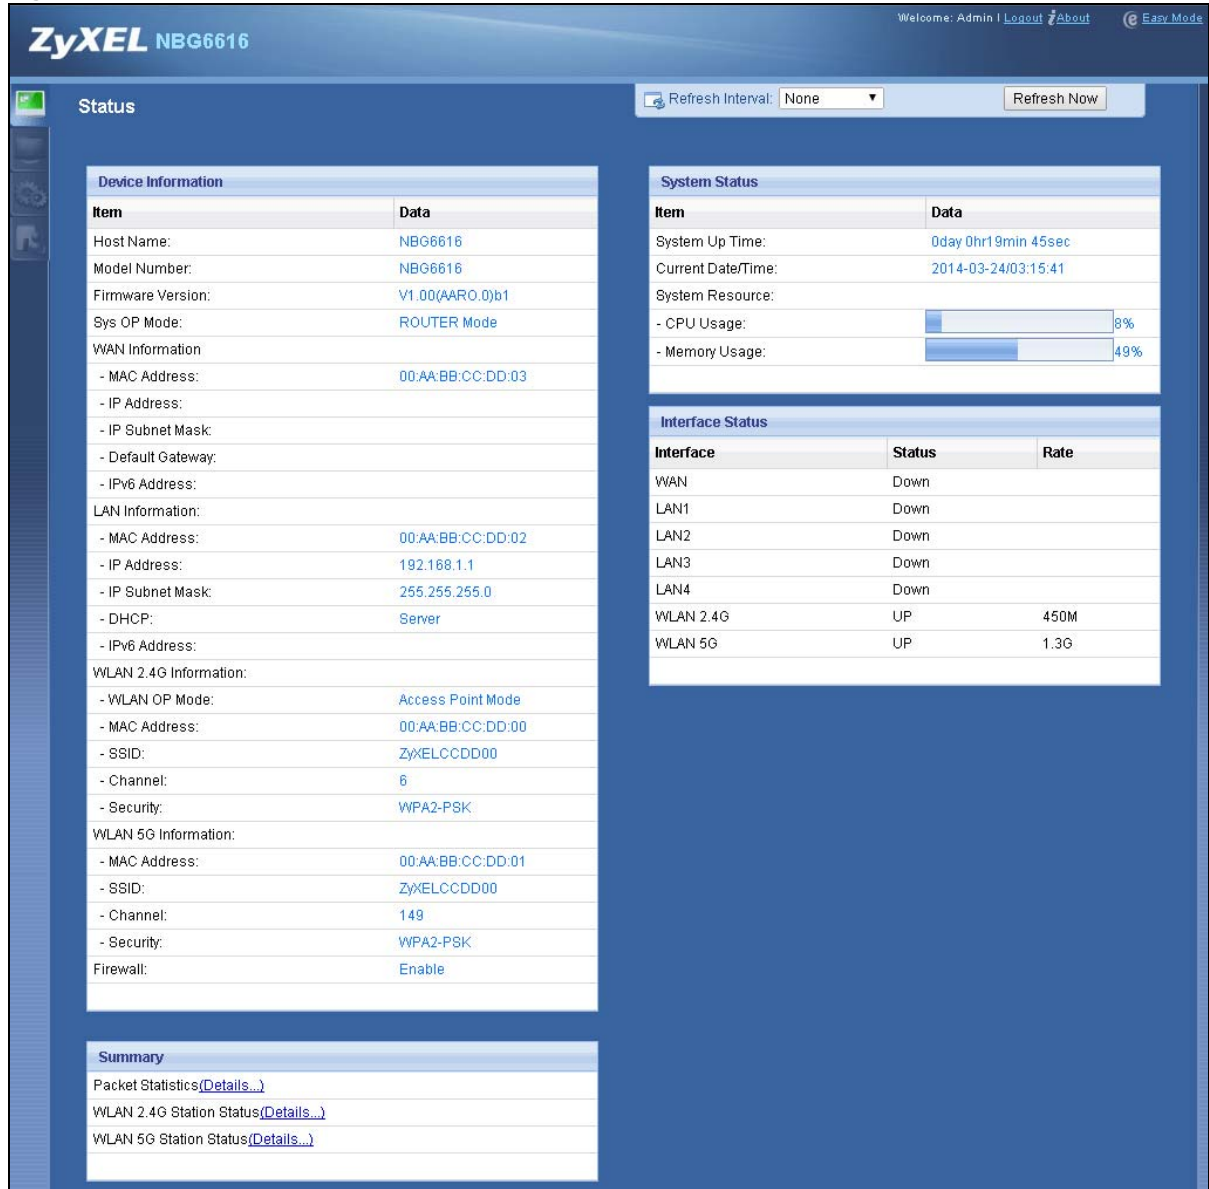 Welcome: Admin | Logout About Easy Mode
ZyXEL NBG6616
Status
Refresh Interval: None Refresh Now
Device Information
Item Data
Host Name: NBG6616
Model Number: NBG6616
Firmware Version: V1.00(AARO.0)b1
Sys OP Mode: ROUTER Mode
WAN Information
- MAC Address: 00:AA:BB:CC:DD:03
- IP Address:
- IP Subnet Mask:
- Default Gateway:
- IPv6 Address:
LAN Information:
- MAC Address: 00:AA:BB:CC:DD:02
- IP Address: 192.168.1.1
- IP Subnet Mask: 255.255.255.0
- DHCP: Server
- IPv6 Address:
WLAN 2.4G Information:
- WLAN OP Mode: Access Point Mode
- MAC Address: 00:AA:BB:CC:DD:00
- SSID: ZyXELCCDD00
- Channel: 6
- Security: WPA2-PSK
WLAN 5G Information:
- MAC Address: 00:AA:BB:CC:DD:01
- SSID: ZyXELCCDD00
- Channel: 149
- Security: WPA2-PSK
Firewall: Enable
Summary
Packet Statistics(Details...)
WLAN 2.4G Station Status(Details...)
WLAN 5G Station Status(Details...)
System Status
Item Data
System Up Time: 0day 0hr19min 45sec
Current Date/Time: 2014-03-24/03:15:41
System Resource:
- CPU Usage: 8%
- Memory Usage: 49%
Interface Status
Interface Status Rate
WAN Down
LAN1 Down
LAN2 Down
LAN3 Down
LAN4 Down
WLAN 2.4G UP 450M
WLAN 5G UP 1.3G